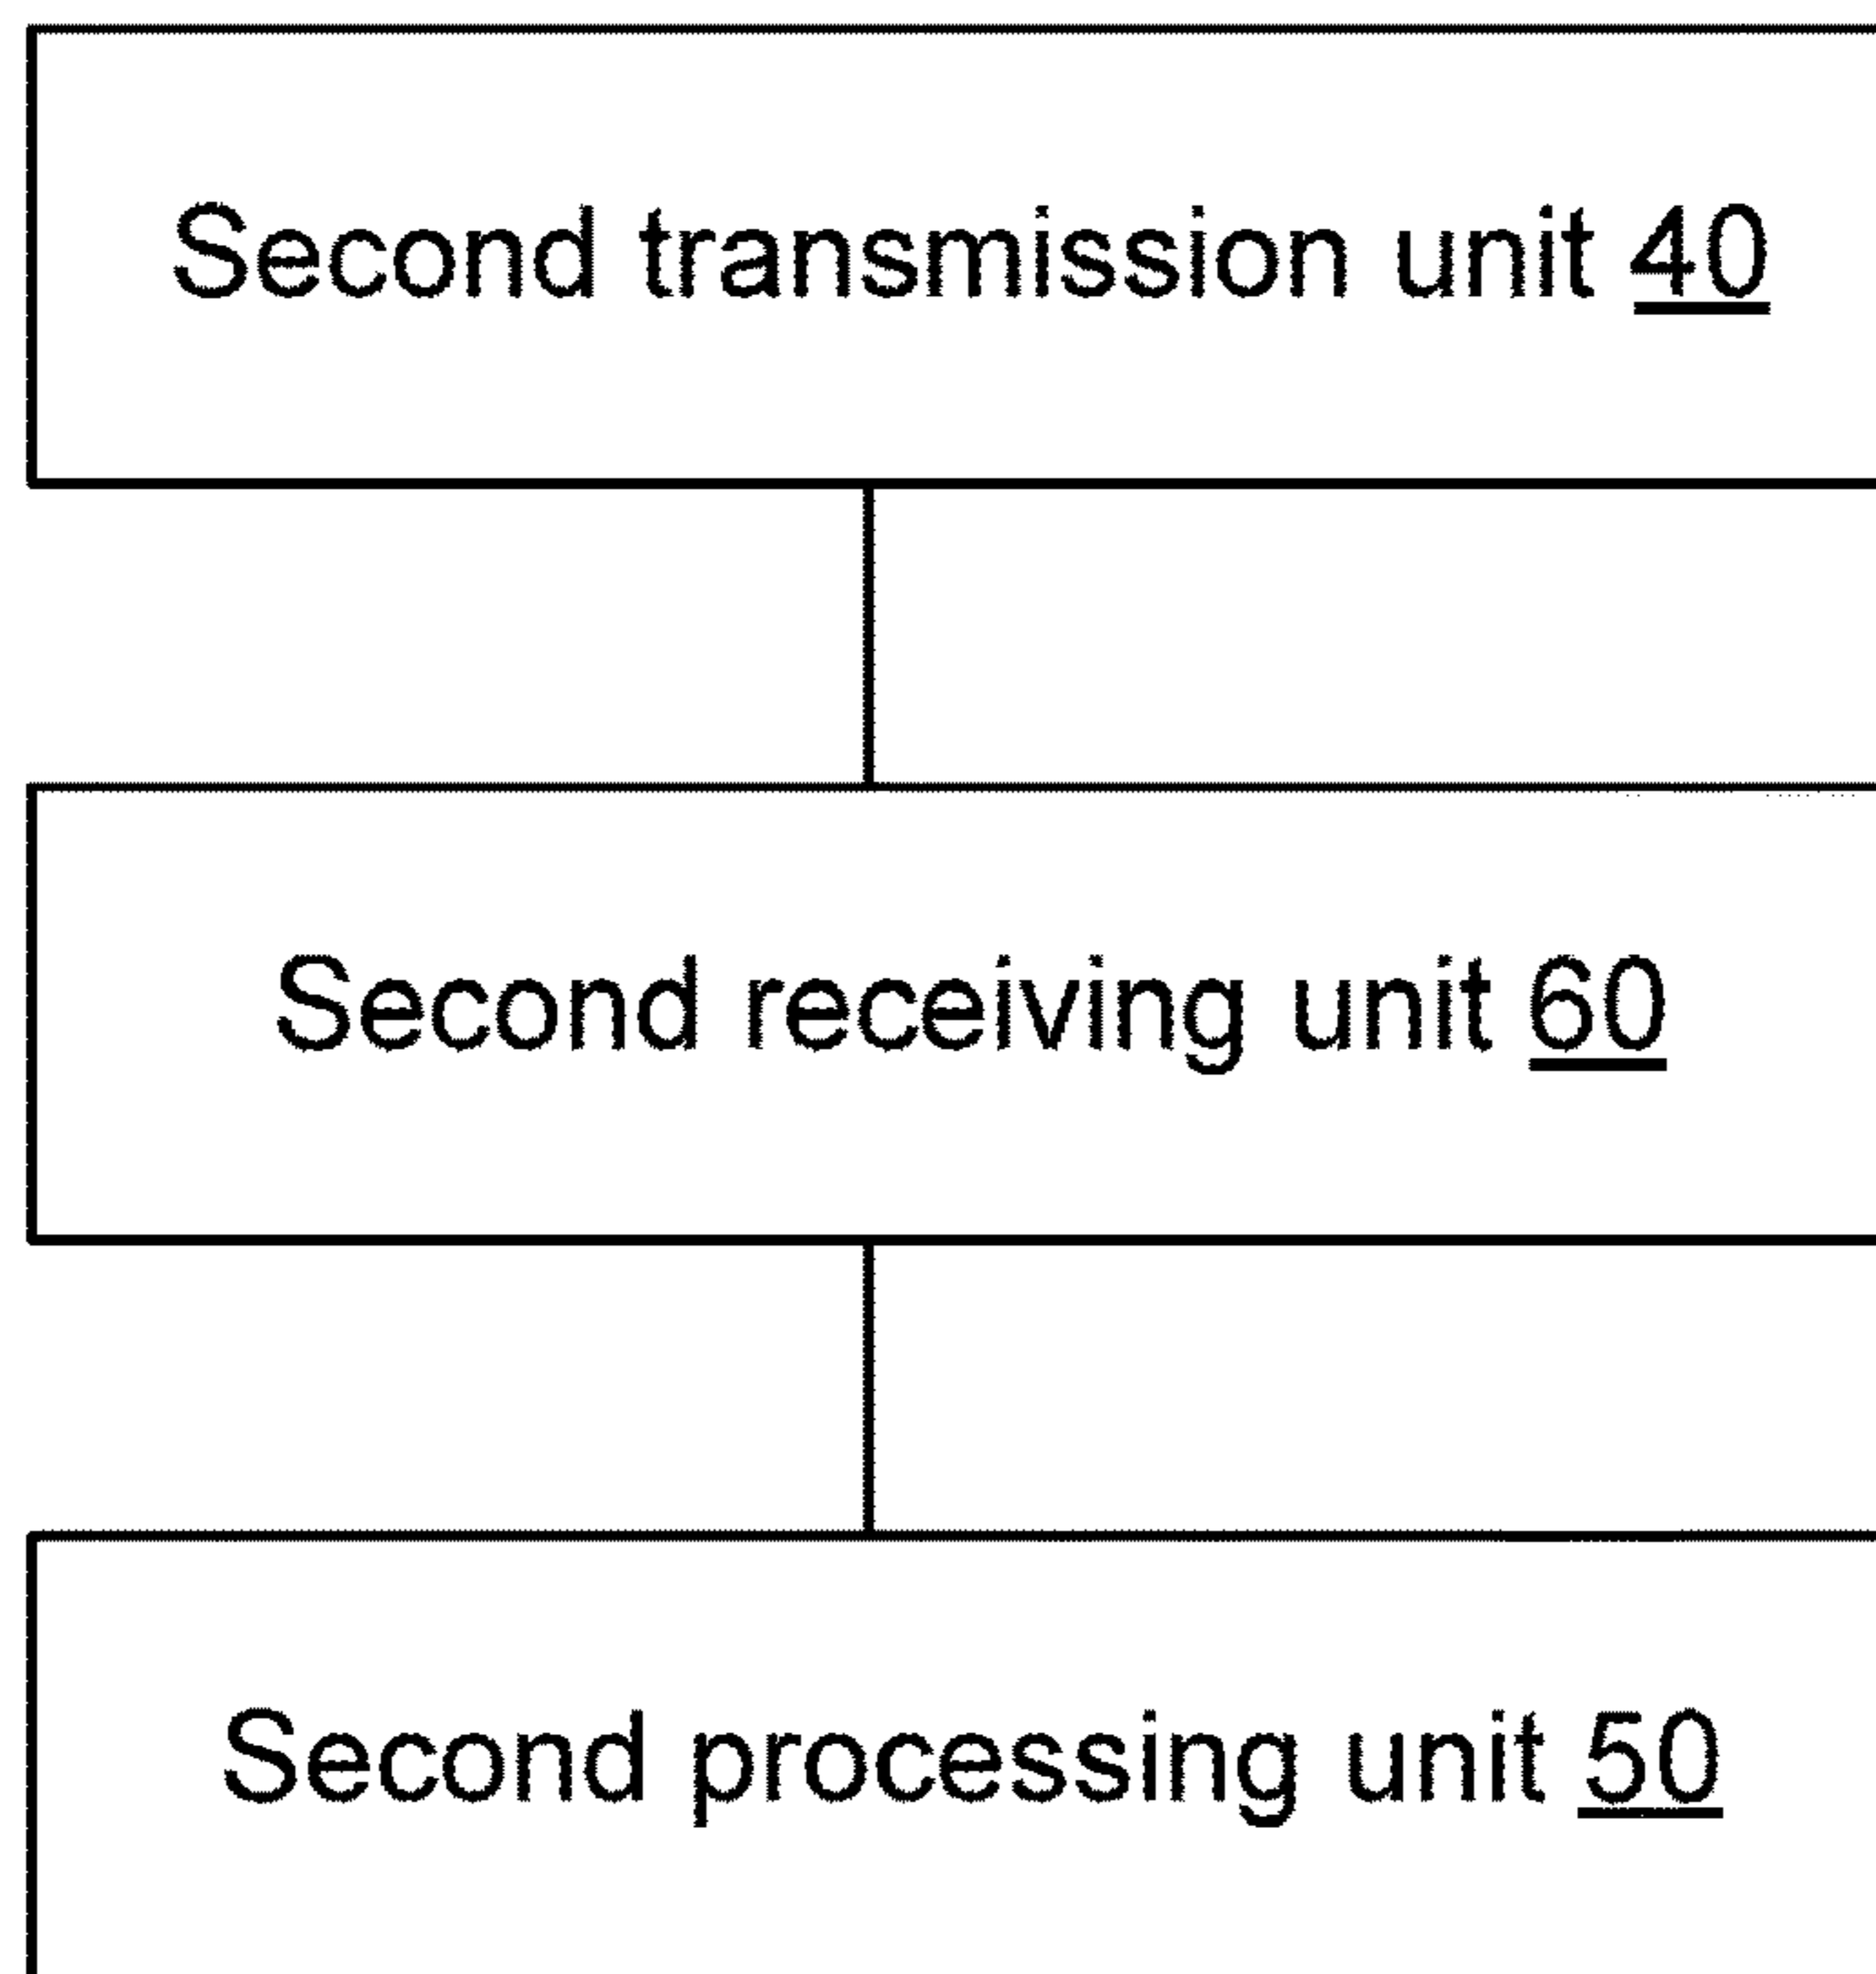 Second transmission unit 40
Second receiving unit 60
Second processing unit 50